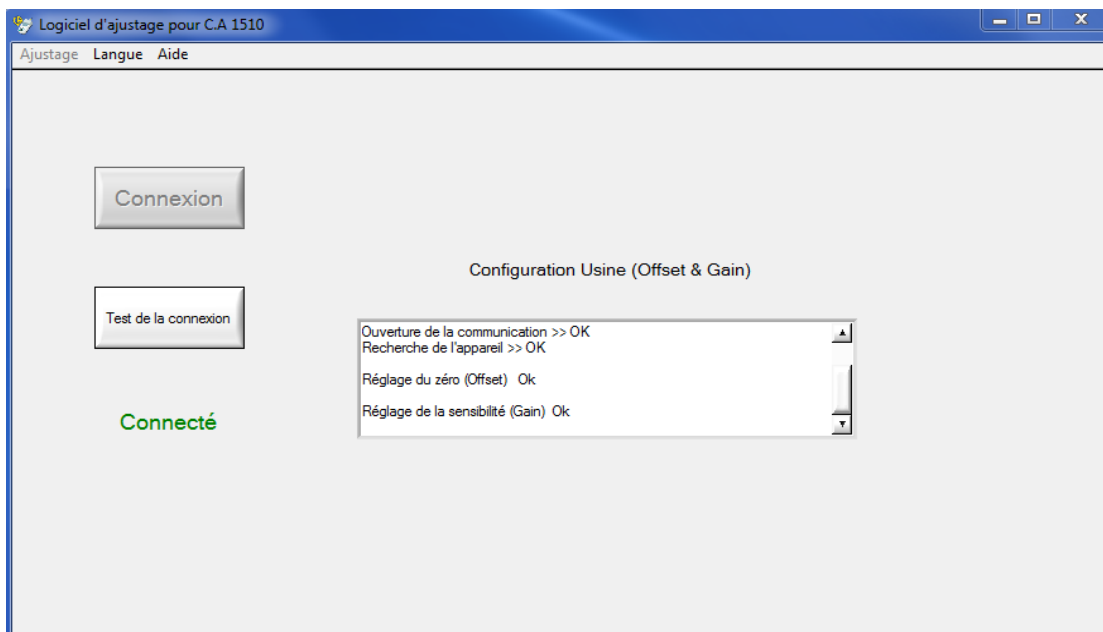 Logiciel d'ajustage pour C.A 1510
Ajustage Langue Aide
Connexion
Configuration Usine (Offset & Gain)
Test de la connexion
Ouverture de la communication >> OK
Recherche de l'appareil >> OK
Réglage du zéro (Offset) Ok
Réglage de la sensibilité (Gain) Ok
Connecté